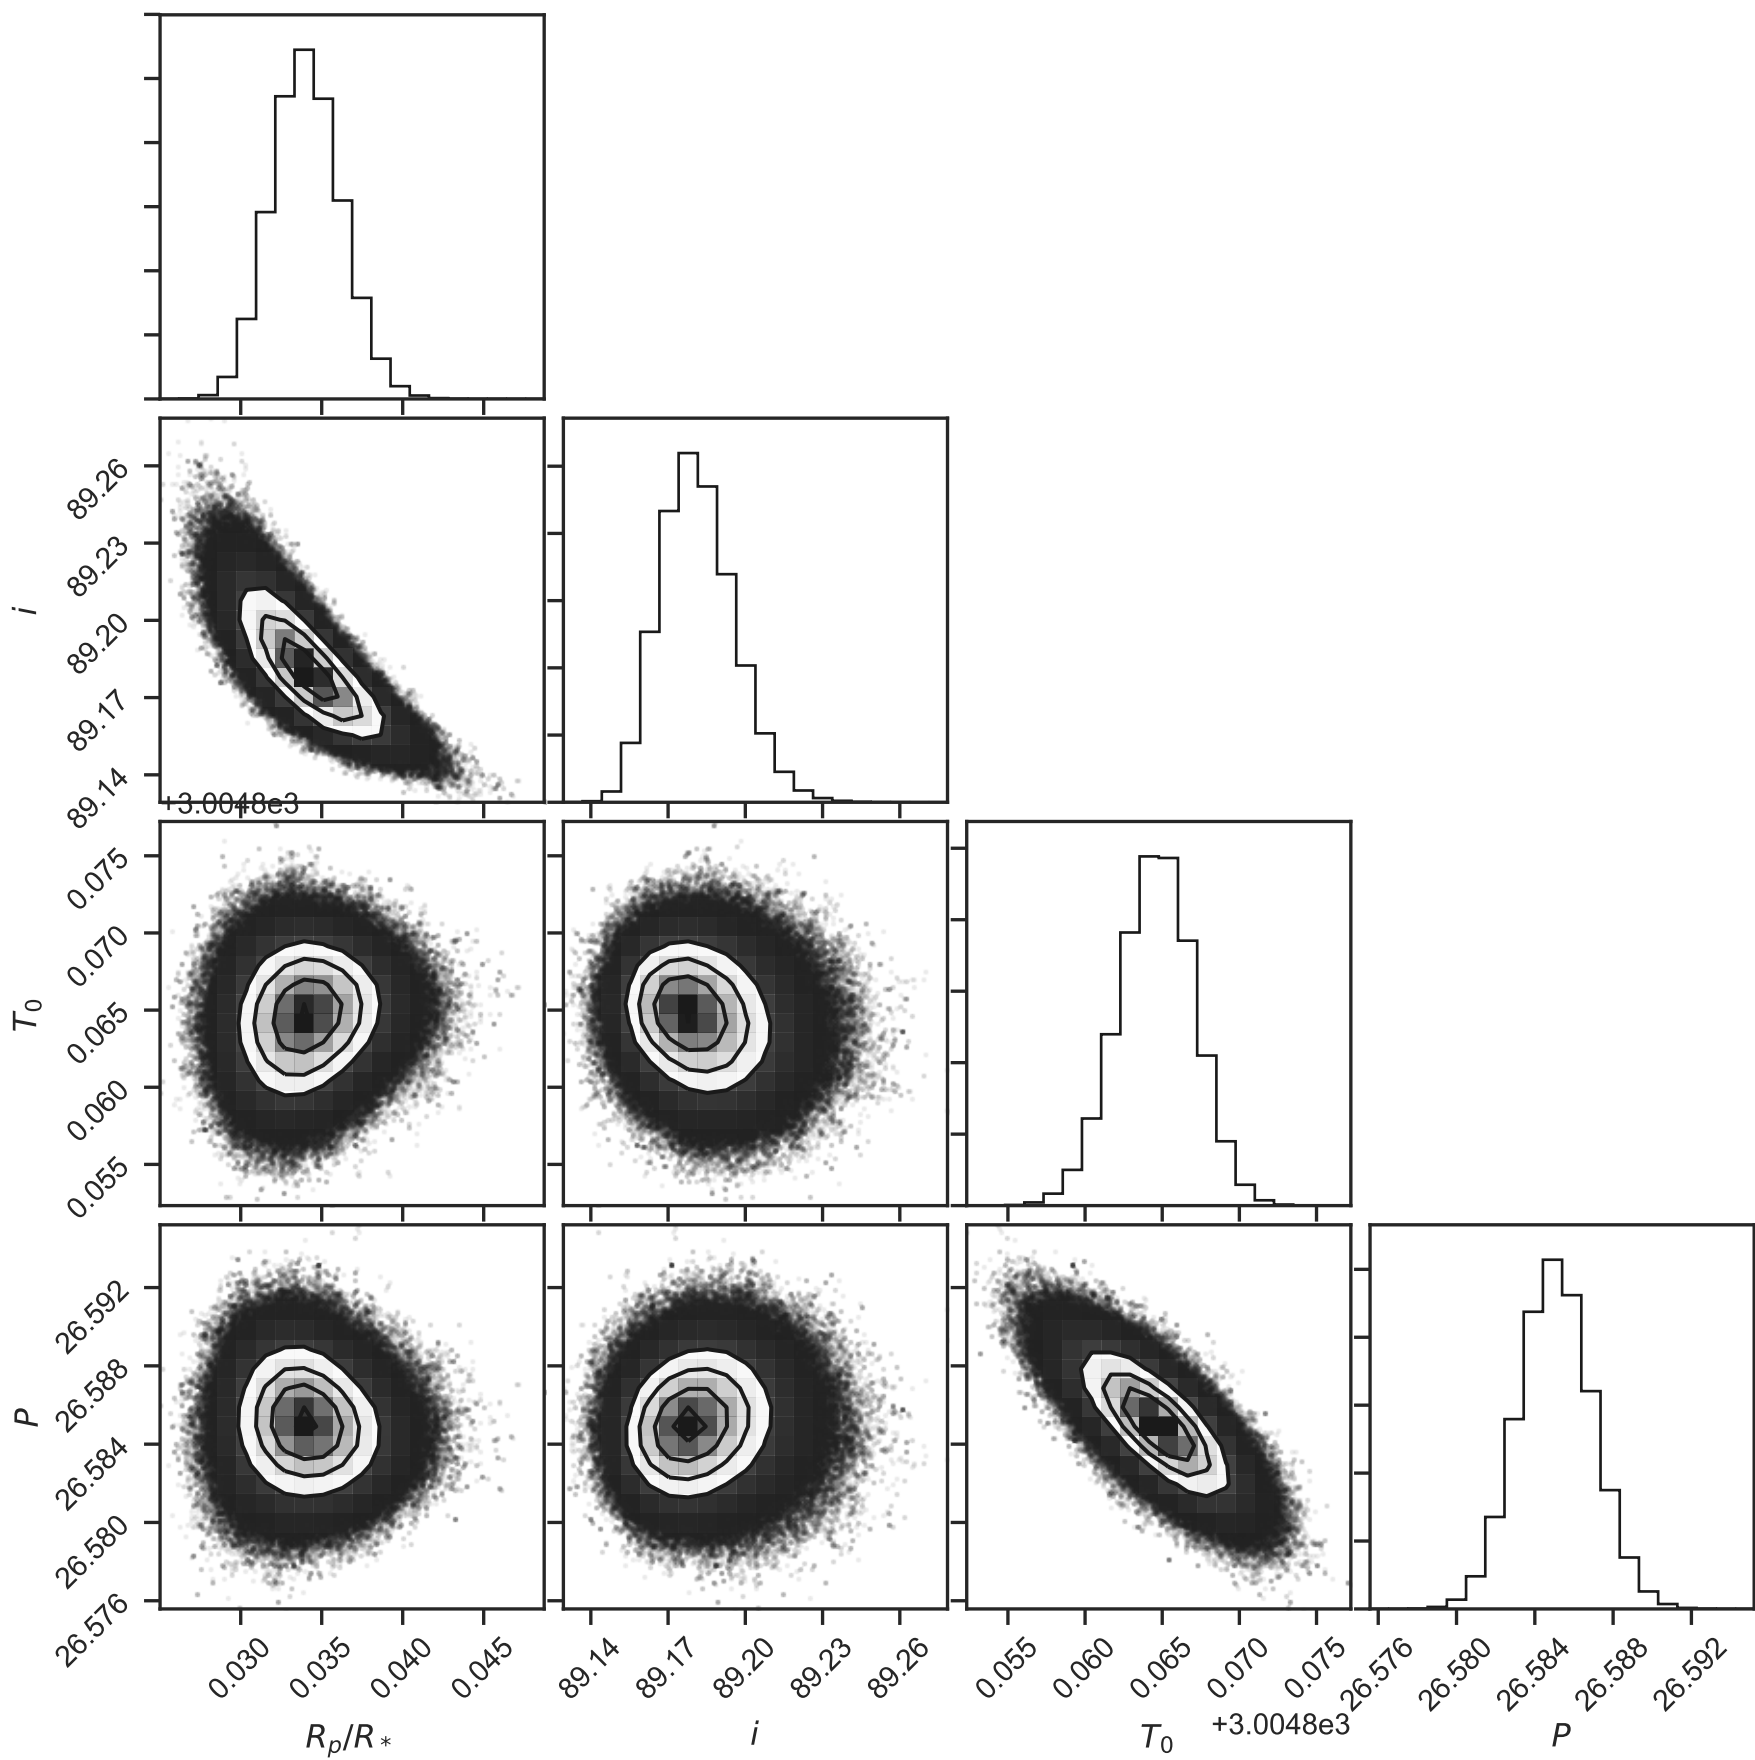 i
89.26
89.23
89.20
89.17
89.14
+3.0048e3
T₀
0.075
0.070
0.065
0.060
0.055
P
26.592
26.588
26.584
26.580
26.576
0.030 0.035 0.040 0.045
89.14 89.17 89.20 89.23 89.26
0.055 0.060 0.065 0.070 0.075
26.576 26.580 26.584 26.588 26.592
+3.0048e3
Rₚ/R*
i
T₀
P